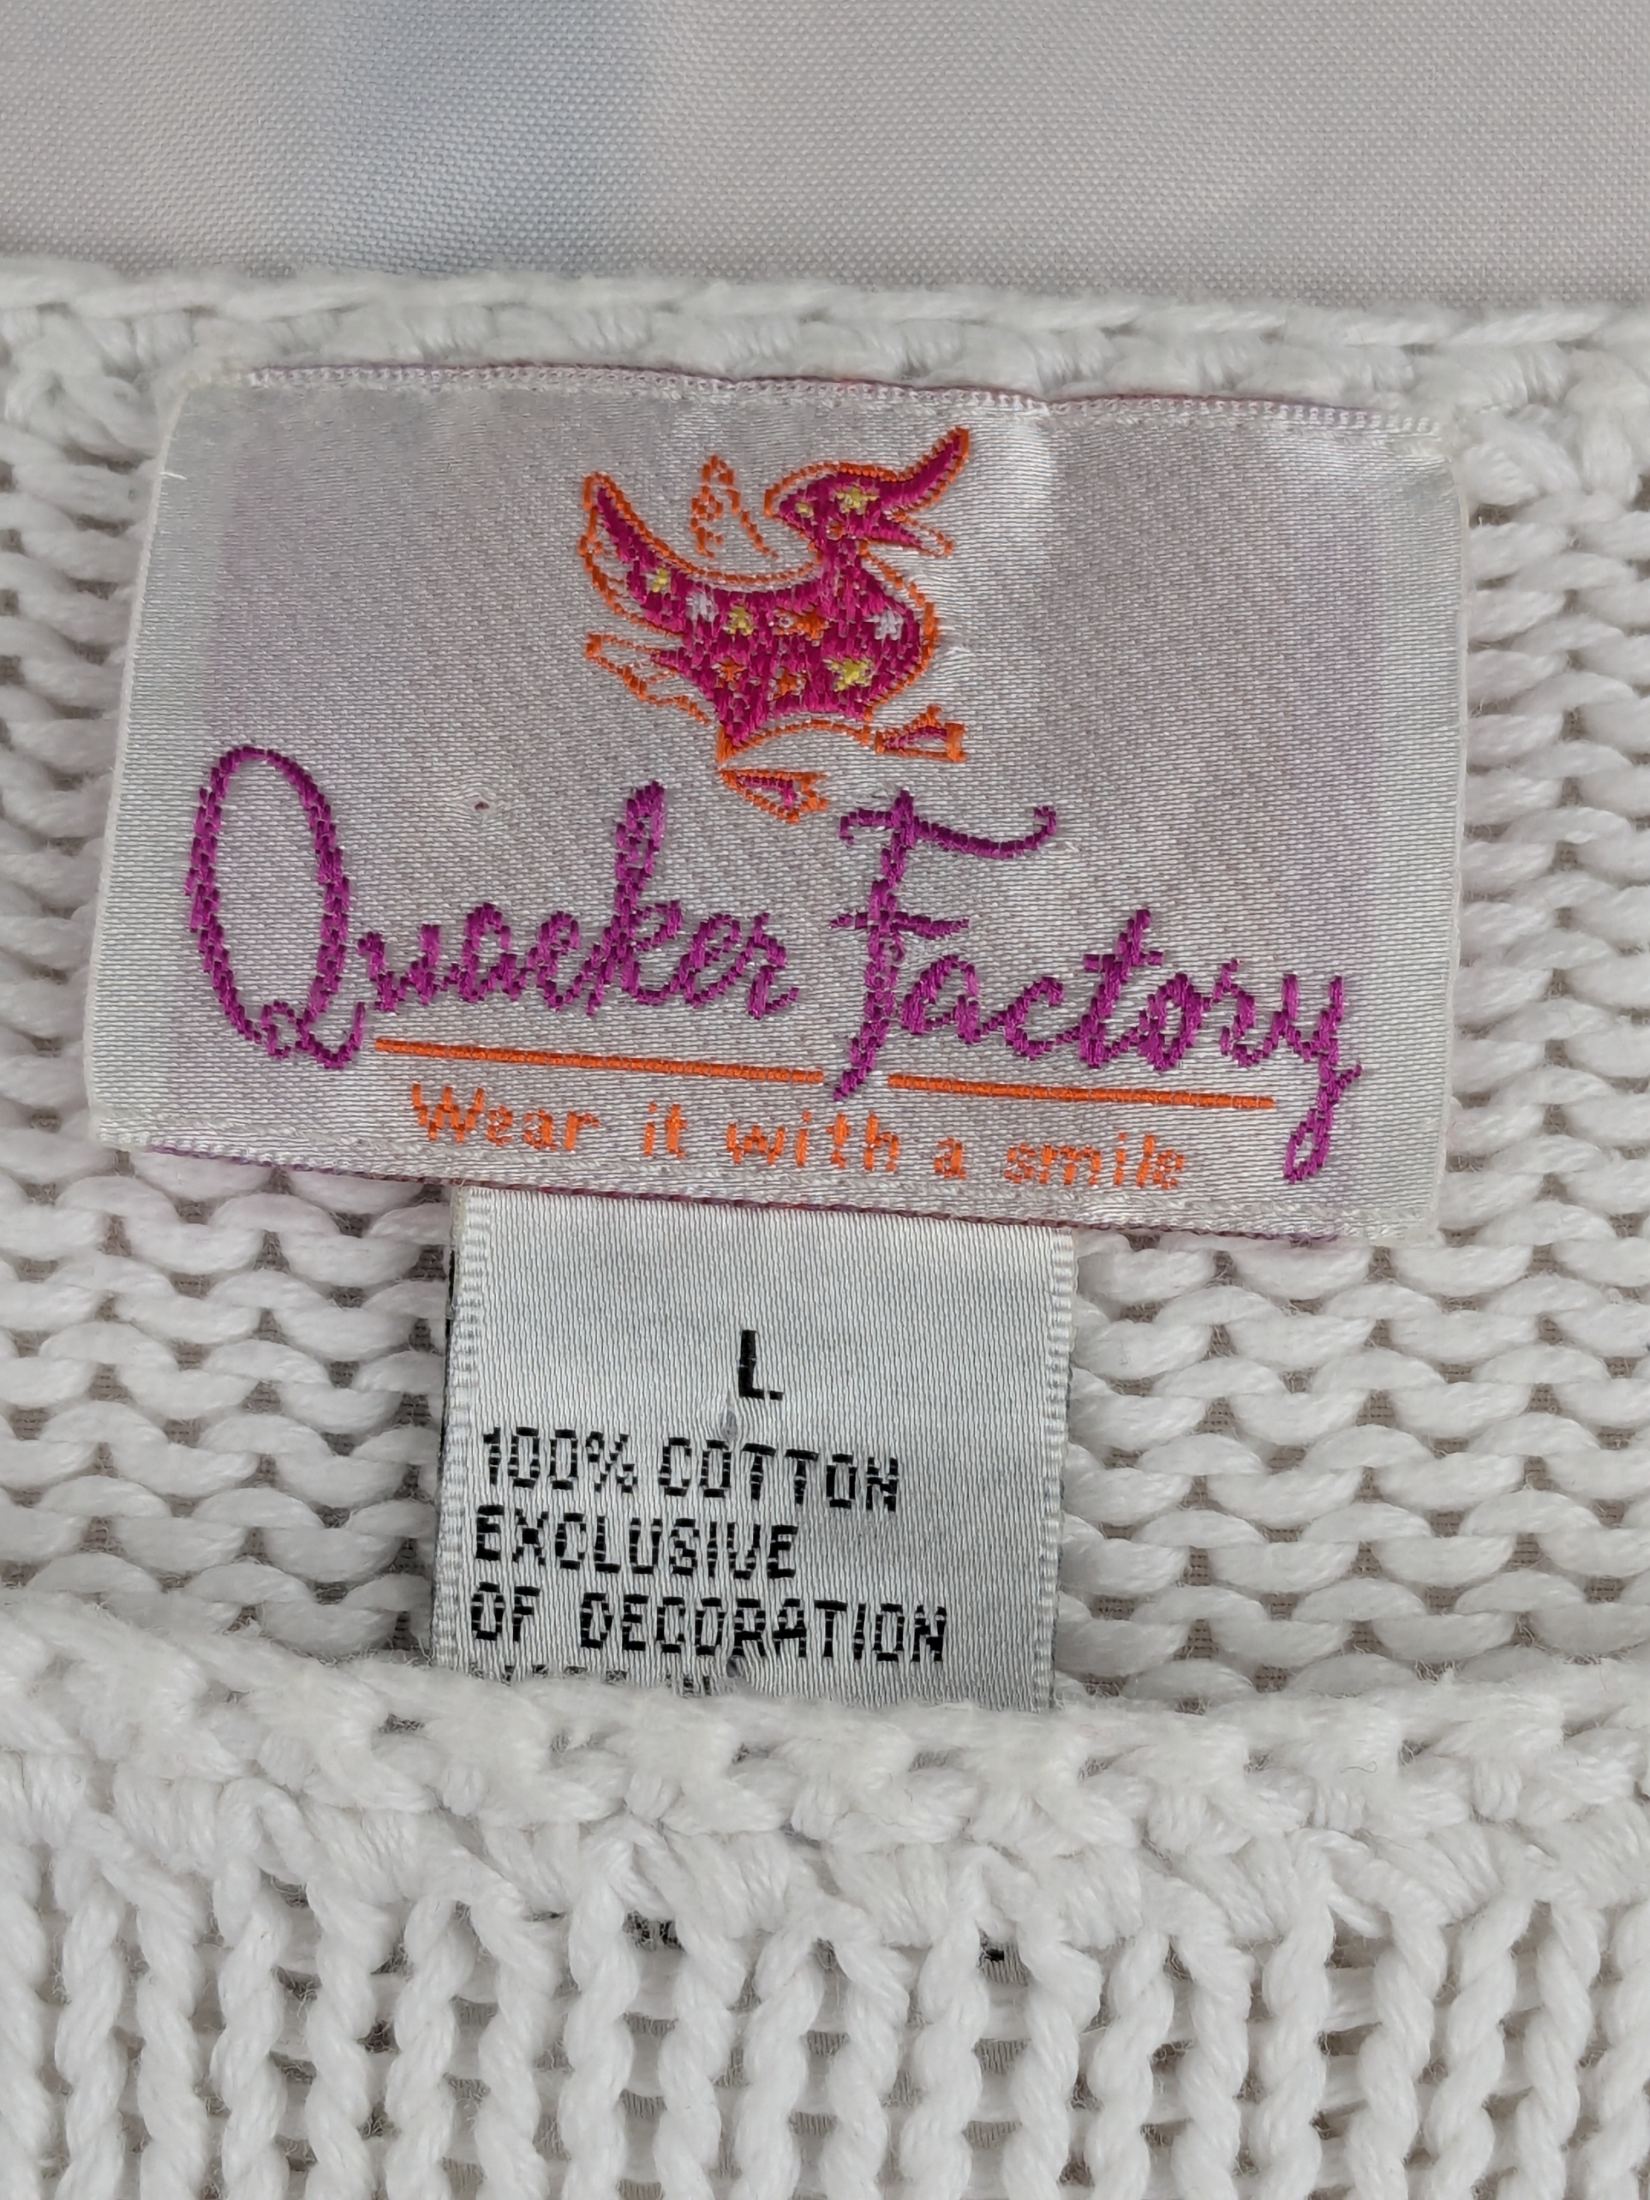 Quacker Factory
Wear it with a smile
L
100% COTTON
EXCLUSIVE
OF DECORATION